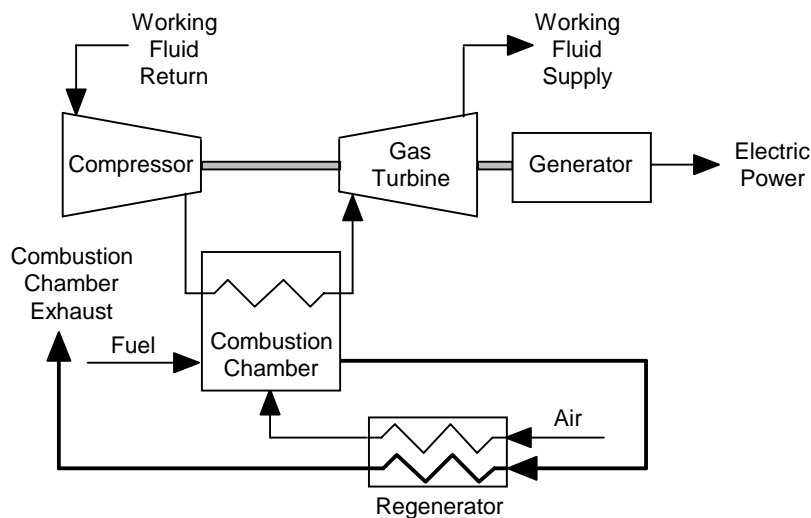 Working
Fluid
Return
Working
Fluid
Supply
Compressor
Gas
Turbine
Generator
Electric
Power
Combustion
Chamber
Exhaust
Fuel
Combustion
Chamber
Air
Regenerator